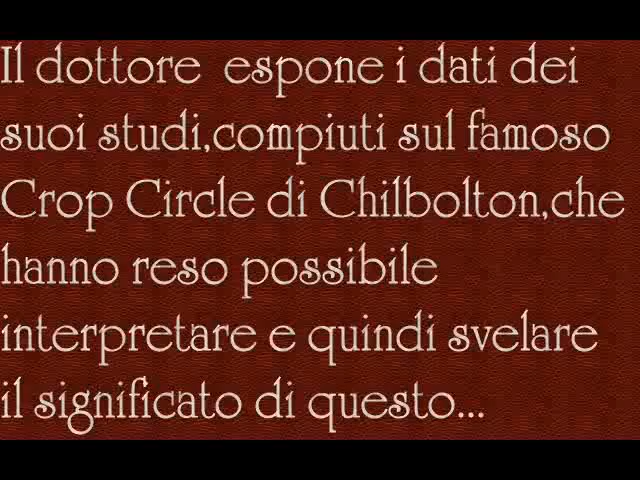 Il dottore  espone i dati dei
suoi studi,compiuti sul famoso
Crop Circle di Chilbolton,che
hanno reso possibile
interpretare e quindi svelare
il significato di questo...